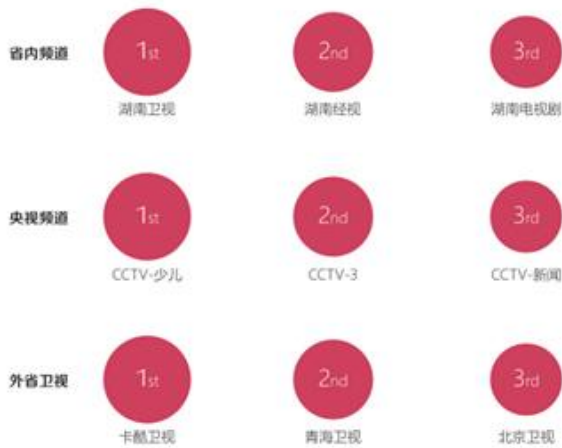 省内频道 1st 2nd 3rd
湖南卫视 湖南经视 湖南电视剧
央视频道 1st 2nd 3rd
CCTV-少儿 CCTV-3 CCTV-新闻
外省卫视 1st 2nd 3rd
卡酷卫视 青海卫视 北京卫视